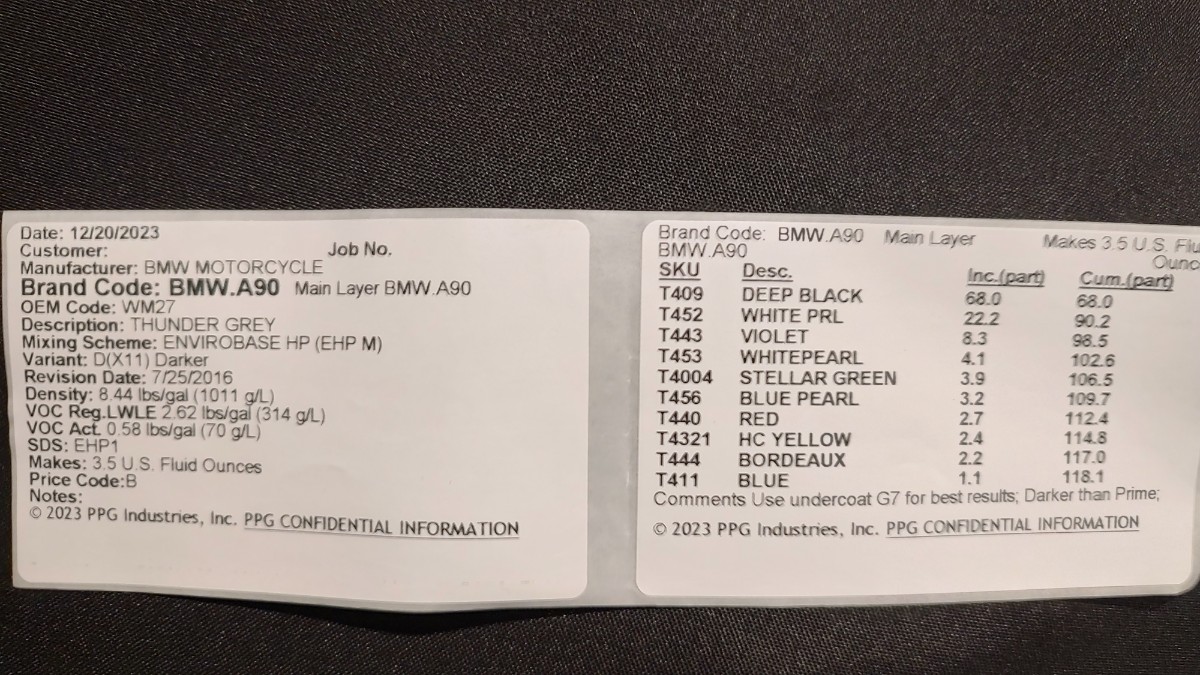 Date: 12/20/2023
Customer: Job No.
Manufacturer: BMW MOTORCYCLE
Brand Code: BMW.A90 Main Layer BMW.A90
OEM Code: WM27
Description: THUNDER GREY
Mixing Scheme: ENVIROBASE HP (EHP M)
Variant: D(X11) Darker
Revision Date: 7/25/2016
Density: 8.44 lbs/gal (1011 g/L)
VOC Reg.LWLE 2.62 lbs/gal (314 g/L)
VOC Act. 0.58 lbs/gal (70 g/L)
SDS: EHP1
Makes: 3.5 U.S. Fluid Ounces
Price Code:B
Notes:
© 2023 PPG Industries, Inc. PPG CONFIDENTIAL INFORMATION
Brand Code: BMW.A90 Main Layer Makes 3.5 U.S. Flu
BMW.A90 Ounc
SKU Desc. Inc.(part) Cum.(part)
T409 DEEP BLACK 68.0 68.0
T452 WHITE PRL 22.2 90.2
T443 VIOLET 8.3 98.5
T453 WHITEPEARL 4.1 102.6
T4004 STELLAR GREEN 3.9 106.5
T456 BLUE PEARL 3.2 109.7
T440 RED 2.7 112.4
T4321 HC YELLOW 2.4 114.8
T444 BORDEAUX 2.2 117.0
T411 BLUE 1.1 118.1
Comments Use undercoat G7 for best results; Darker than Prime;
© 2023 PPG Industries, Inc. PPG CONFIDENTIAL INFORMATION